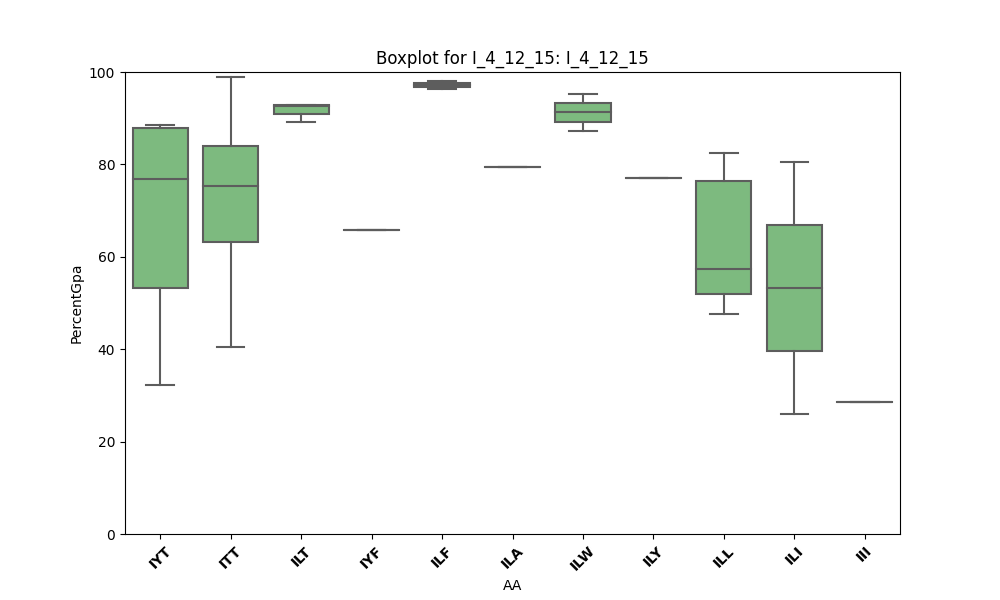 Boxplot for I_4_12_15: I_4_12_15
PercentGpa
100
80
60
40
20
0
IYT ITT ILT IYF ILF ILA ILW ILY ILL ILI III
AA